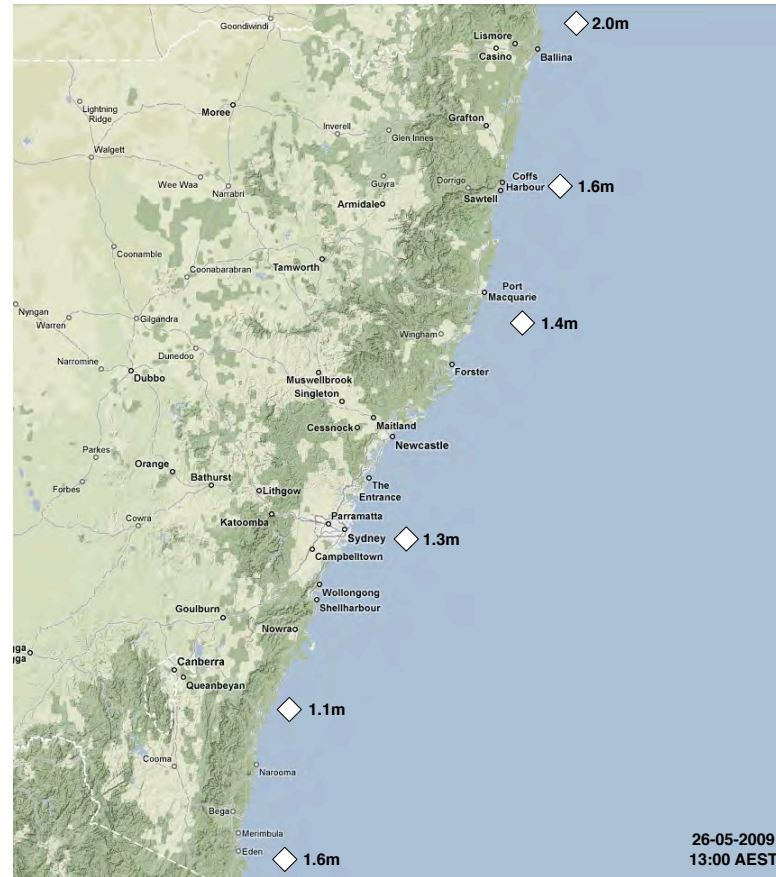 2.0m
Goondiwindi
Lismore
Casino
Ballina
Lightning
Ridge
Moree
Grafton
Inverell
Glen Innes
Walgett
Wee Waa
Narrabri
Guyra
Dorrigo
Coffs
Harbour
1.6m
Sawtell
Armidale
Coonamble
Coonabarabran
Tamworth
Port
Macquarie
Nyngan
Warren
Gilgandra
1.4m
Wingham
Narromine
Dunedoo
Dubbo
Forster
Muswellbrook
Singleton
Cessnock
Maitland
Newcastle
Parkes
Orange
Bathurst
Forbes
Lithgow
The
Entrance
Cowra
Katoomba
Parramatta
Sydney
1.3m
Campbelltown
Wollongong
Shellharbour
Goulburn
Nowra
gga
gga
Canberra
Queanbeyan
1.1m
Cooma
Narooma
Bega
Merimbula
Eden
1.6m
26-05-2009
13:00 AEST